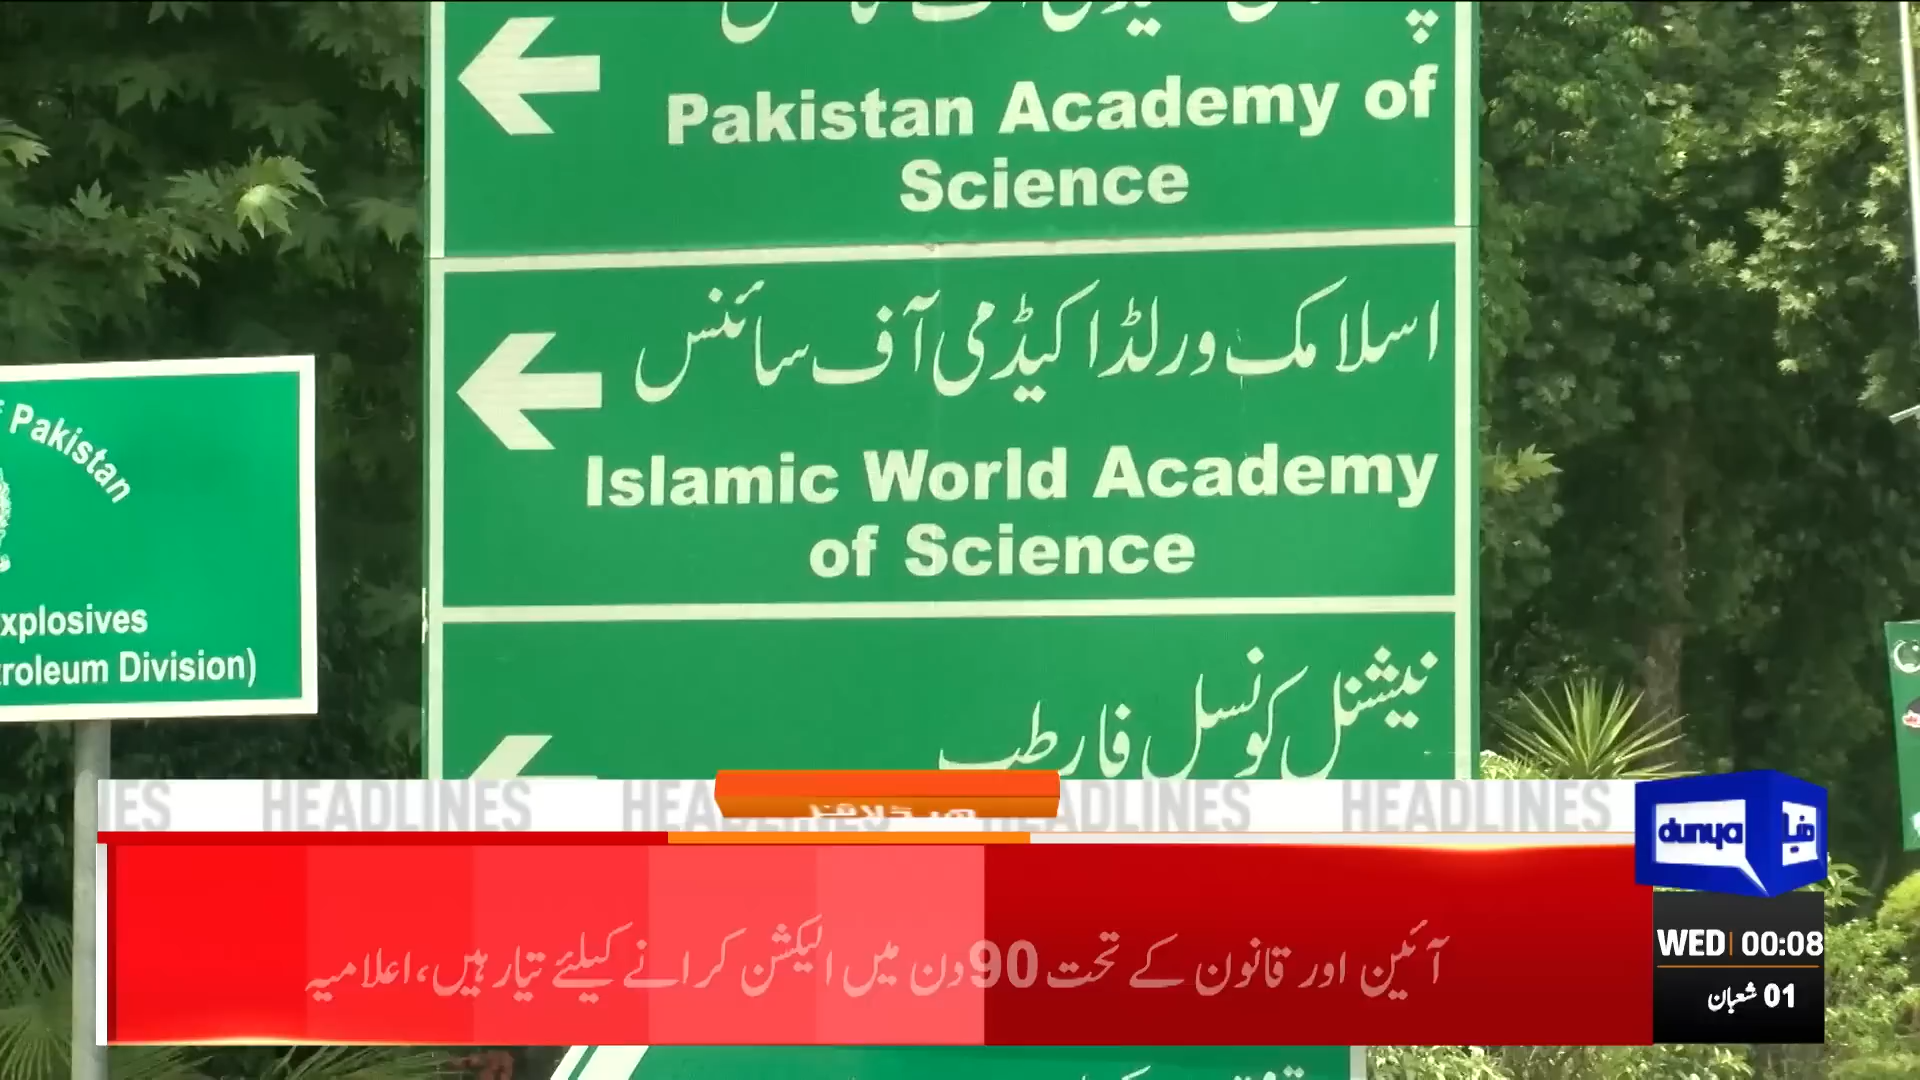 Pakistan Academy of
Science
اسلامک ورلڈ اکیڈمی آف سائنس
Islamic World Academy
of Science
نیشنل کونسل فار طب
Pakistan
xplosives
troleum Division)
HEADLINES
HEADLINES
آئین اور قانون کے تحت 90 دن میں الیکشن کرانے کیلئے تیار ہیں، اعلامیہ
dunya دنیا
WED 00:08
01 شعبان